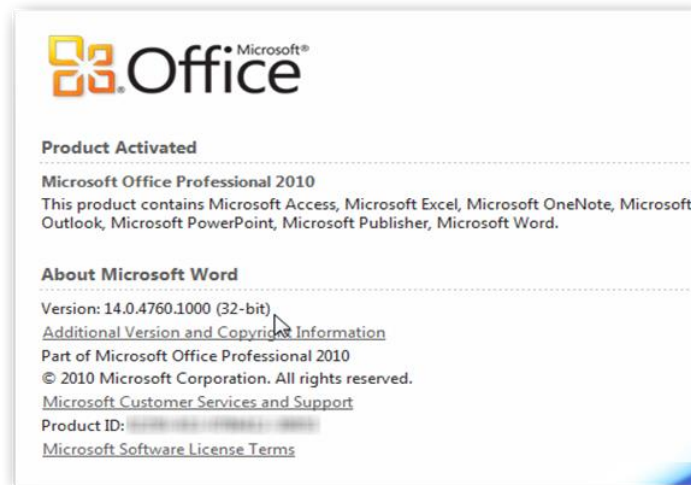 Microsoft®
Office
Product Activated
Microsoft Office Professional 2010
This product contains Microsoft Access, Microsoft Excel, Microsoft OneNote, Microsoft
Outlook, Microsoft PowerPoint, Microsoft Publisher, Microsoft Word.
About Microsoft Word
Version: 14.0.4760.1000 (32-bit)
Additional Version and Copyright Information
Part of Microsoft Office Professional 2010
© 2010 Microsoft Corporation. All rights reserved.
Microsoft Customer Services and Support
Product ID:
Microsoft Software License Terms